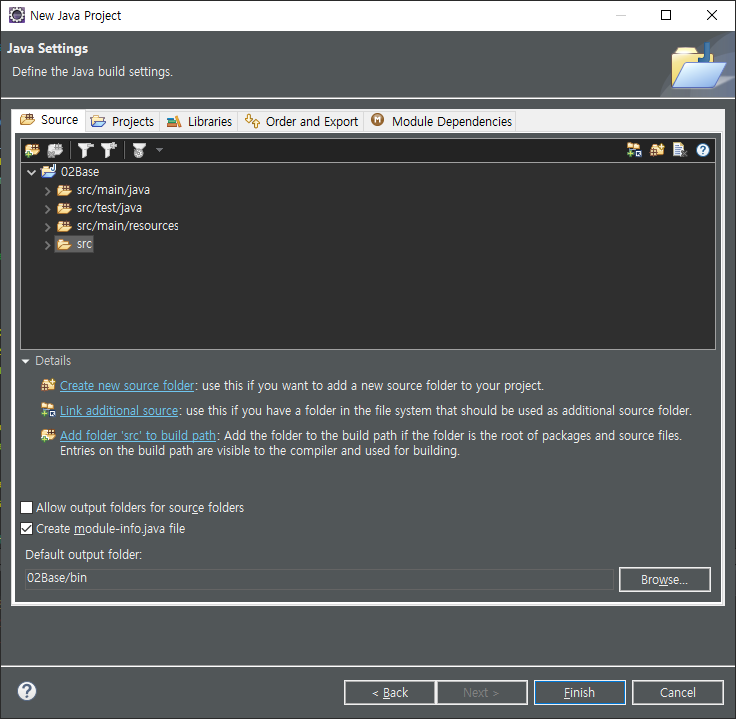 New Java Project
Java Settings
Define the Java build settings.
Source Projects Libraries Order and Export Module Dependencies
02Base
src/main/java
src/test/java
src/main/resources
src
Details
Create new source folder: use this if you want to add a new source folder to your project.
Link additional source: use this if you have a folder in the file system that should be used as additional source folder.
Add folder 'src' to build path: Add the folder to the build path if the folder is the root of packages and source files.
Entries on the build path are visible to the compiler and used for building.
Allow output folders for source folders
Create module-info.java file
Default output folder:
02Base/bin
Browse...
< Back Next > Finish Cancel